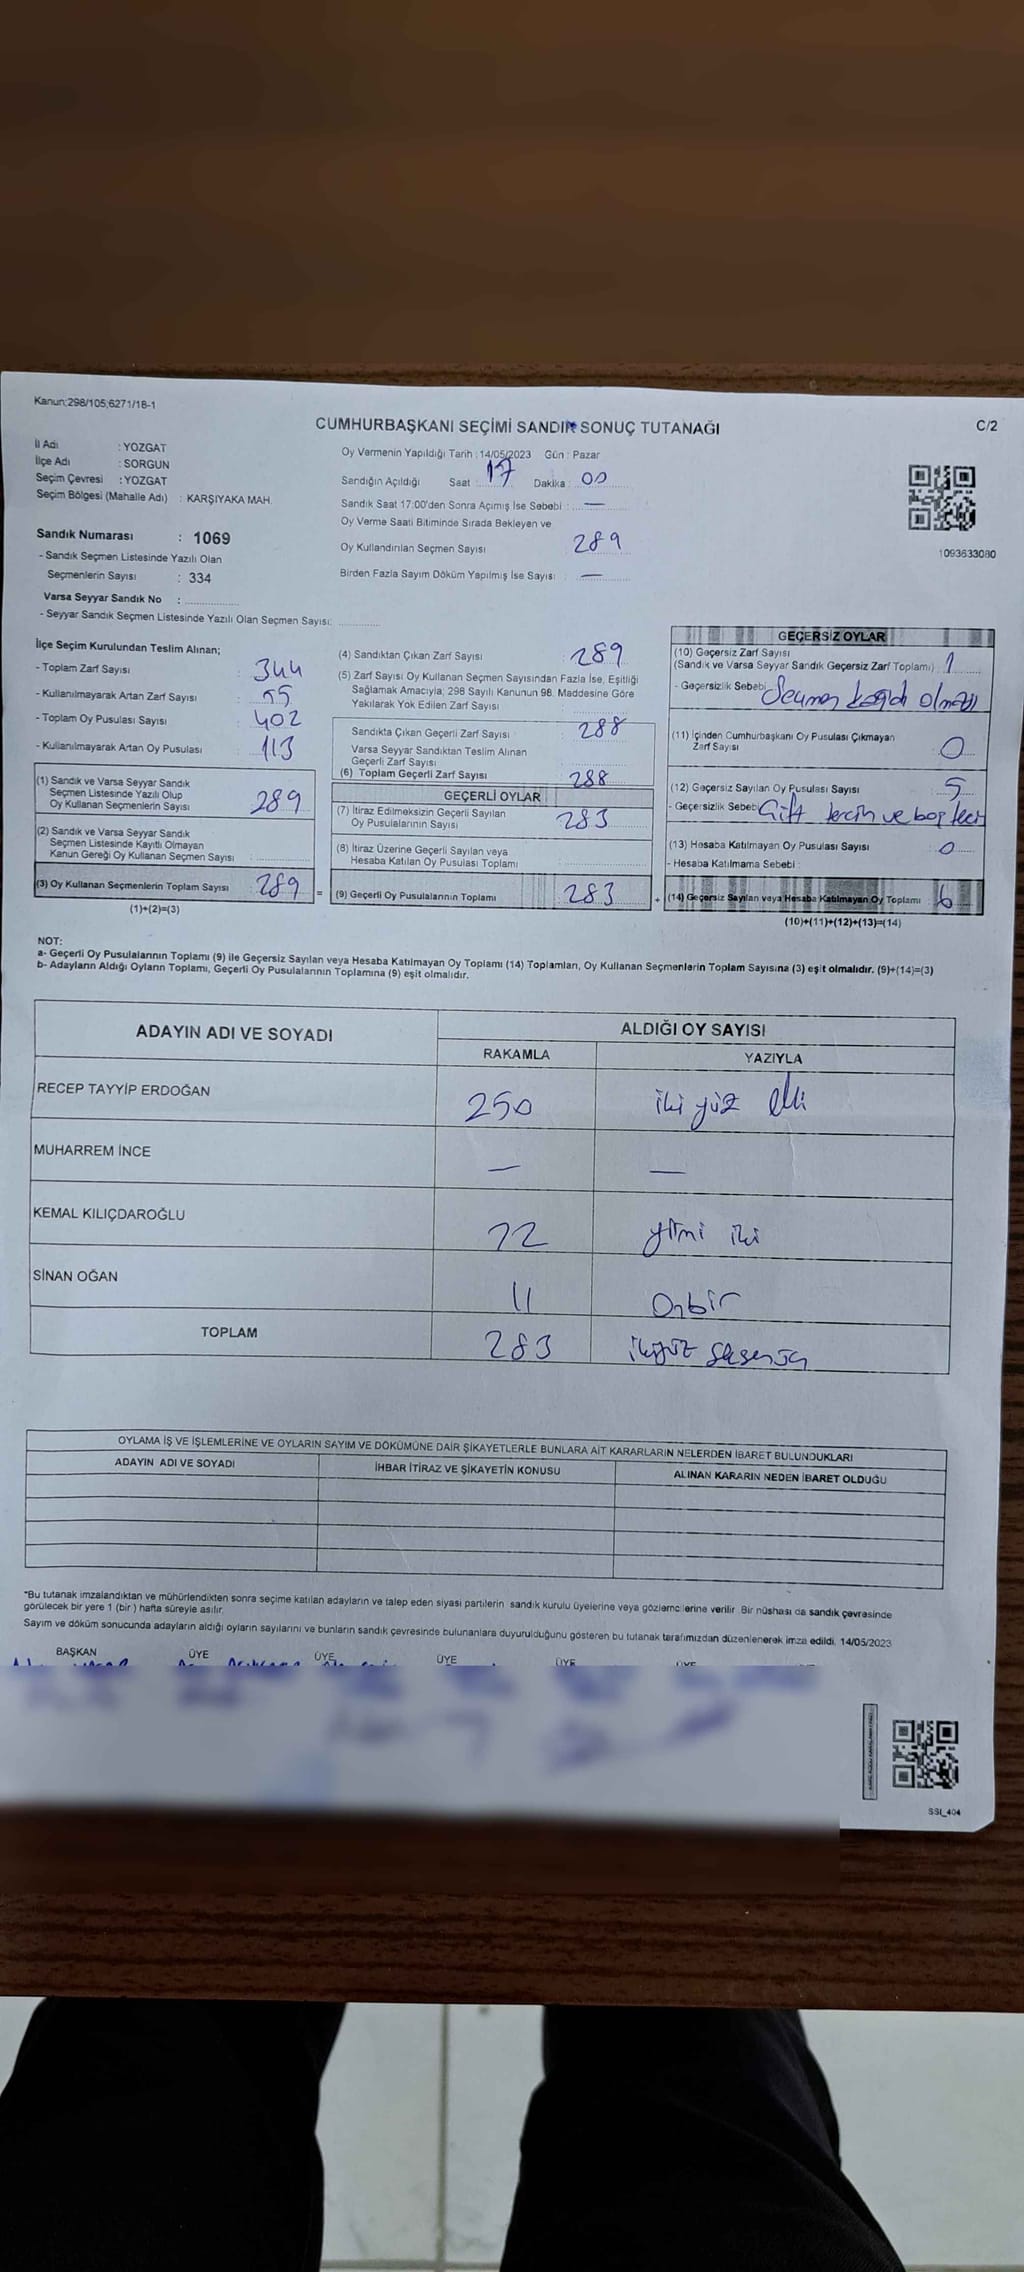 Kanun:298/105;6271/18-1
CUMHURBAŞKANI SEÇİMİ SANDIK SONUÇ TUTANAĞI
C/2
İl Adı : YOZGAT
İlçe Adı : SORGUN
Seçim Çevresi : YOZGAT
Seçim Bölgesi (Mahalle Adı) : KARŞIYAKA MAH.
Sandık Numarası : 1069
- Sandık Seçmen Listesinde Yazılı Olan
Seçmenlerin Sayısı : 334
Varsa Seyyar Sandık No :
- Seyyar Sandık Seçmen Listesinde Yazılı Olan Seçmen Sayısı:
Oy Vermenin Yapıldığı Tarih : 14/05/2023 Gün : Pazar
Sandığın Açıldığı Saat : 17 Dakika : 00
Sandık Saat 17:00'den Sonra Açımış İse Sebebi : —
Oy Verme Saati Bitiminde Sırada Bekleyen ve
Oy Kullandırılan Seçmen Sayısı 289
Birden Fazla Sayım Döküm Yapılmış İse Sayısı : —
1093633080
İlçe Seçim Kurulundan Teslim Alınan;
- Toplam Zarf Sayısı 344
- Kullanılmayarak Artan Zarf Sayısı 55
- Toplam Oy Pusulası Sayısı 402
- Kullanılmayarak Artan Oy Pusulası 113
(1) Sandık ve Varsa Seyyar Sandık
Seçmen Listesinde Yazılı Olup
Oy Kullanan Seçmenlerin Sayısı 289
(2) Sandık ve Varsa Seyyar Sandık
Seçmen Listesinde Kayıtlı Olmayan
Kanun Gereği Oy Kullanan Seçmen Sayısı
(3) Oy Kullanan Seçmenlerin Toplam Sayısı 289
(1)+(2)=(3)
(4) Sandıktan Çıkan Zarf Sayısı 289
(5) Zarf Sayısı Oy Kullanan Seçmen Sayısından Fazla İse, Eşitliği
Sağlamak Amacıyla; 298 Sayılı Kanunun 98. Maddesine Göre
Yakılarak Yok Edilen Zarf Sayısı
Sandıkta Çıkan Geçerli Zarf Sayısı : 288
Varsa Seyyar Sandıktan Teslim Alınan
Geçerli Zarf Sayısı
(6) Toplam Geçerli Zarf Sayısı 288
GEÇERLİ OYLAR
(7) İtiraz Edilmeksizin Geçerli Sayılan
Oy Pusulalarının Sayısı 283
(8) İtiraz Üzerine Geçerli Sayılan veya
Hesaba Katılan Oy Pusulası Toplamı
= (9) Geçerli Oy Pusulalarının Toplamı 283
GEÇERSİZ OYLAR
(10) Geçersiz Zarf Sayısı
(Sandık ve Varsa Seyyar Sandık Geçersiz Zarf Toplamı) 1
- Geçersizlik Sebebi
(11) İçinden Cumhurbaşkanı Oy Pusulası Çıkmayan
Zarf Sayısı 0
(12) Geçersiz Sayılan Oy Pusulası Sayısı 5
- Geçersizlik Sebebi Çift tercih ve boş
(13) Hesaba Katılmayan Oy Pusulası Sayısı 0
- Hesaba Katılmama Sebebi :
+ (14) Geçersiz Sayılan veya Hesaba Katılmayan Oy Toplamı : 6
(10)+(11)+(12)+(13)=(14)
NOT:
a- Geçerli Oy Pusulalarının Toplamı (9) ile Geçersiz Sayılan veya Hesaba Katılmayan Oy Toplamı (14) Toplamları, Oy Kullanan Seçmenlerin Toplam Sayısına (3) eşit olmalıdır. (9)+(14)=(3)
b- Adayların Aldığı Oyların Toplamı, Geçerli Oy Pusulalarının Toplamına (9) eşit olmalıdır.
ADAYIN ADI VE SOYADI
ALDIĞI OY SAYISI
RAKAMLA YAZIYLA
RECEP TAYYİP ERDOĞAN 250 iki yüz elli
MUHARREM İNCE — —
KEMAL KILIÇDAROĞLU 22 yirmi iki
SİNAN OĞAN 11 Onbir
TOPLAM 283 ikiyüz seksenüç
OYLAMA İŞ VE İŞLEMLERİNE VE OYLARIN SAYIM VE DÖKÜMÜNE DAİR ŞİKAYETLERLE BUNLARA AİT KARARLARIN NELERDEN İBARET BULUNDUKLARI
ADAYIN ADI VE SOYADI İHBAR İTİRAZ VE ŞİKAYETİN KONUSU ALINAN KARARIN NEDEN İBARET OLDUĞU
*Bu tutanak imzalandıktan ve mühürlendikten sonra seçime katılan adayların ve talep eden siyasi partilerin sandık kurulu üyelerine veya gözlemcilerine verilir. Bir nüshası da sandık çevresinde
görülecek bir yere 1 (bir) hafta süreyle asılır.
Sayım ve döküm sonucunda adayların aldığı oyların sayılarını ve bunların sandık çevresinde bulunanlara duyurulduğunu gösteren bu tutanak tarafımızdan düzenlenerek imza edildi. 14/05/2023
BAŞKAN ÜYE ÜYE ÜYE ÜYE ÜYE
SSI_404